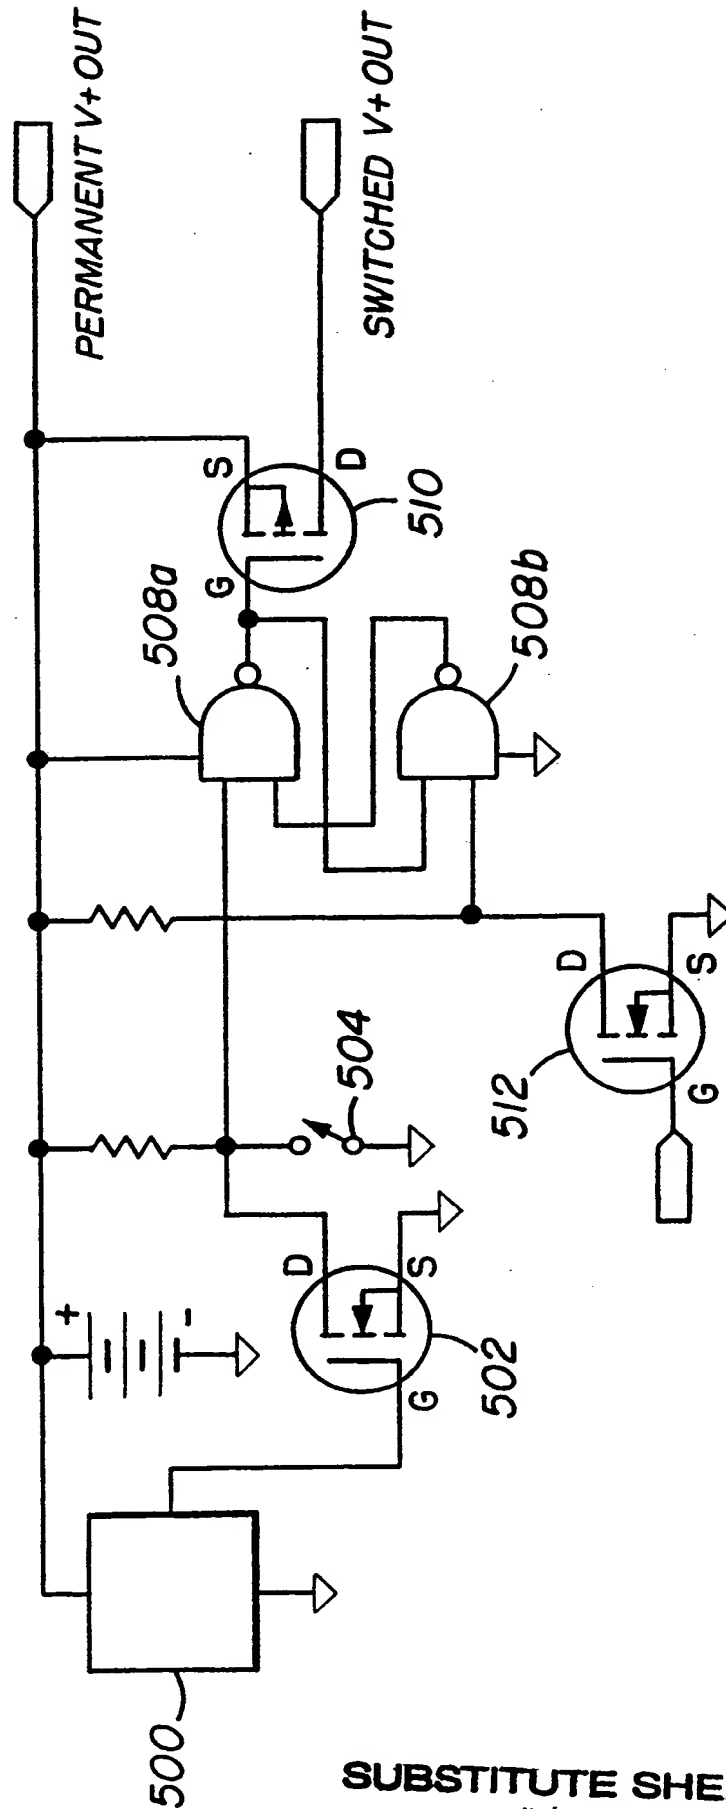 PERMANENT V+ OUT
SWITCHED V+ OUT
S
D
G
510
508a
508b
D
S
G
512
504
+
-
D
S
G
502
500
SUBSTITUTE SHE